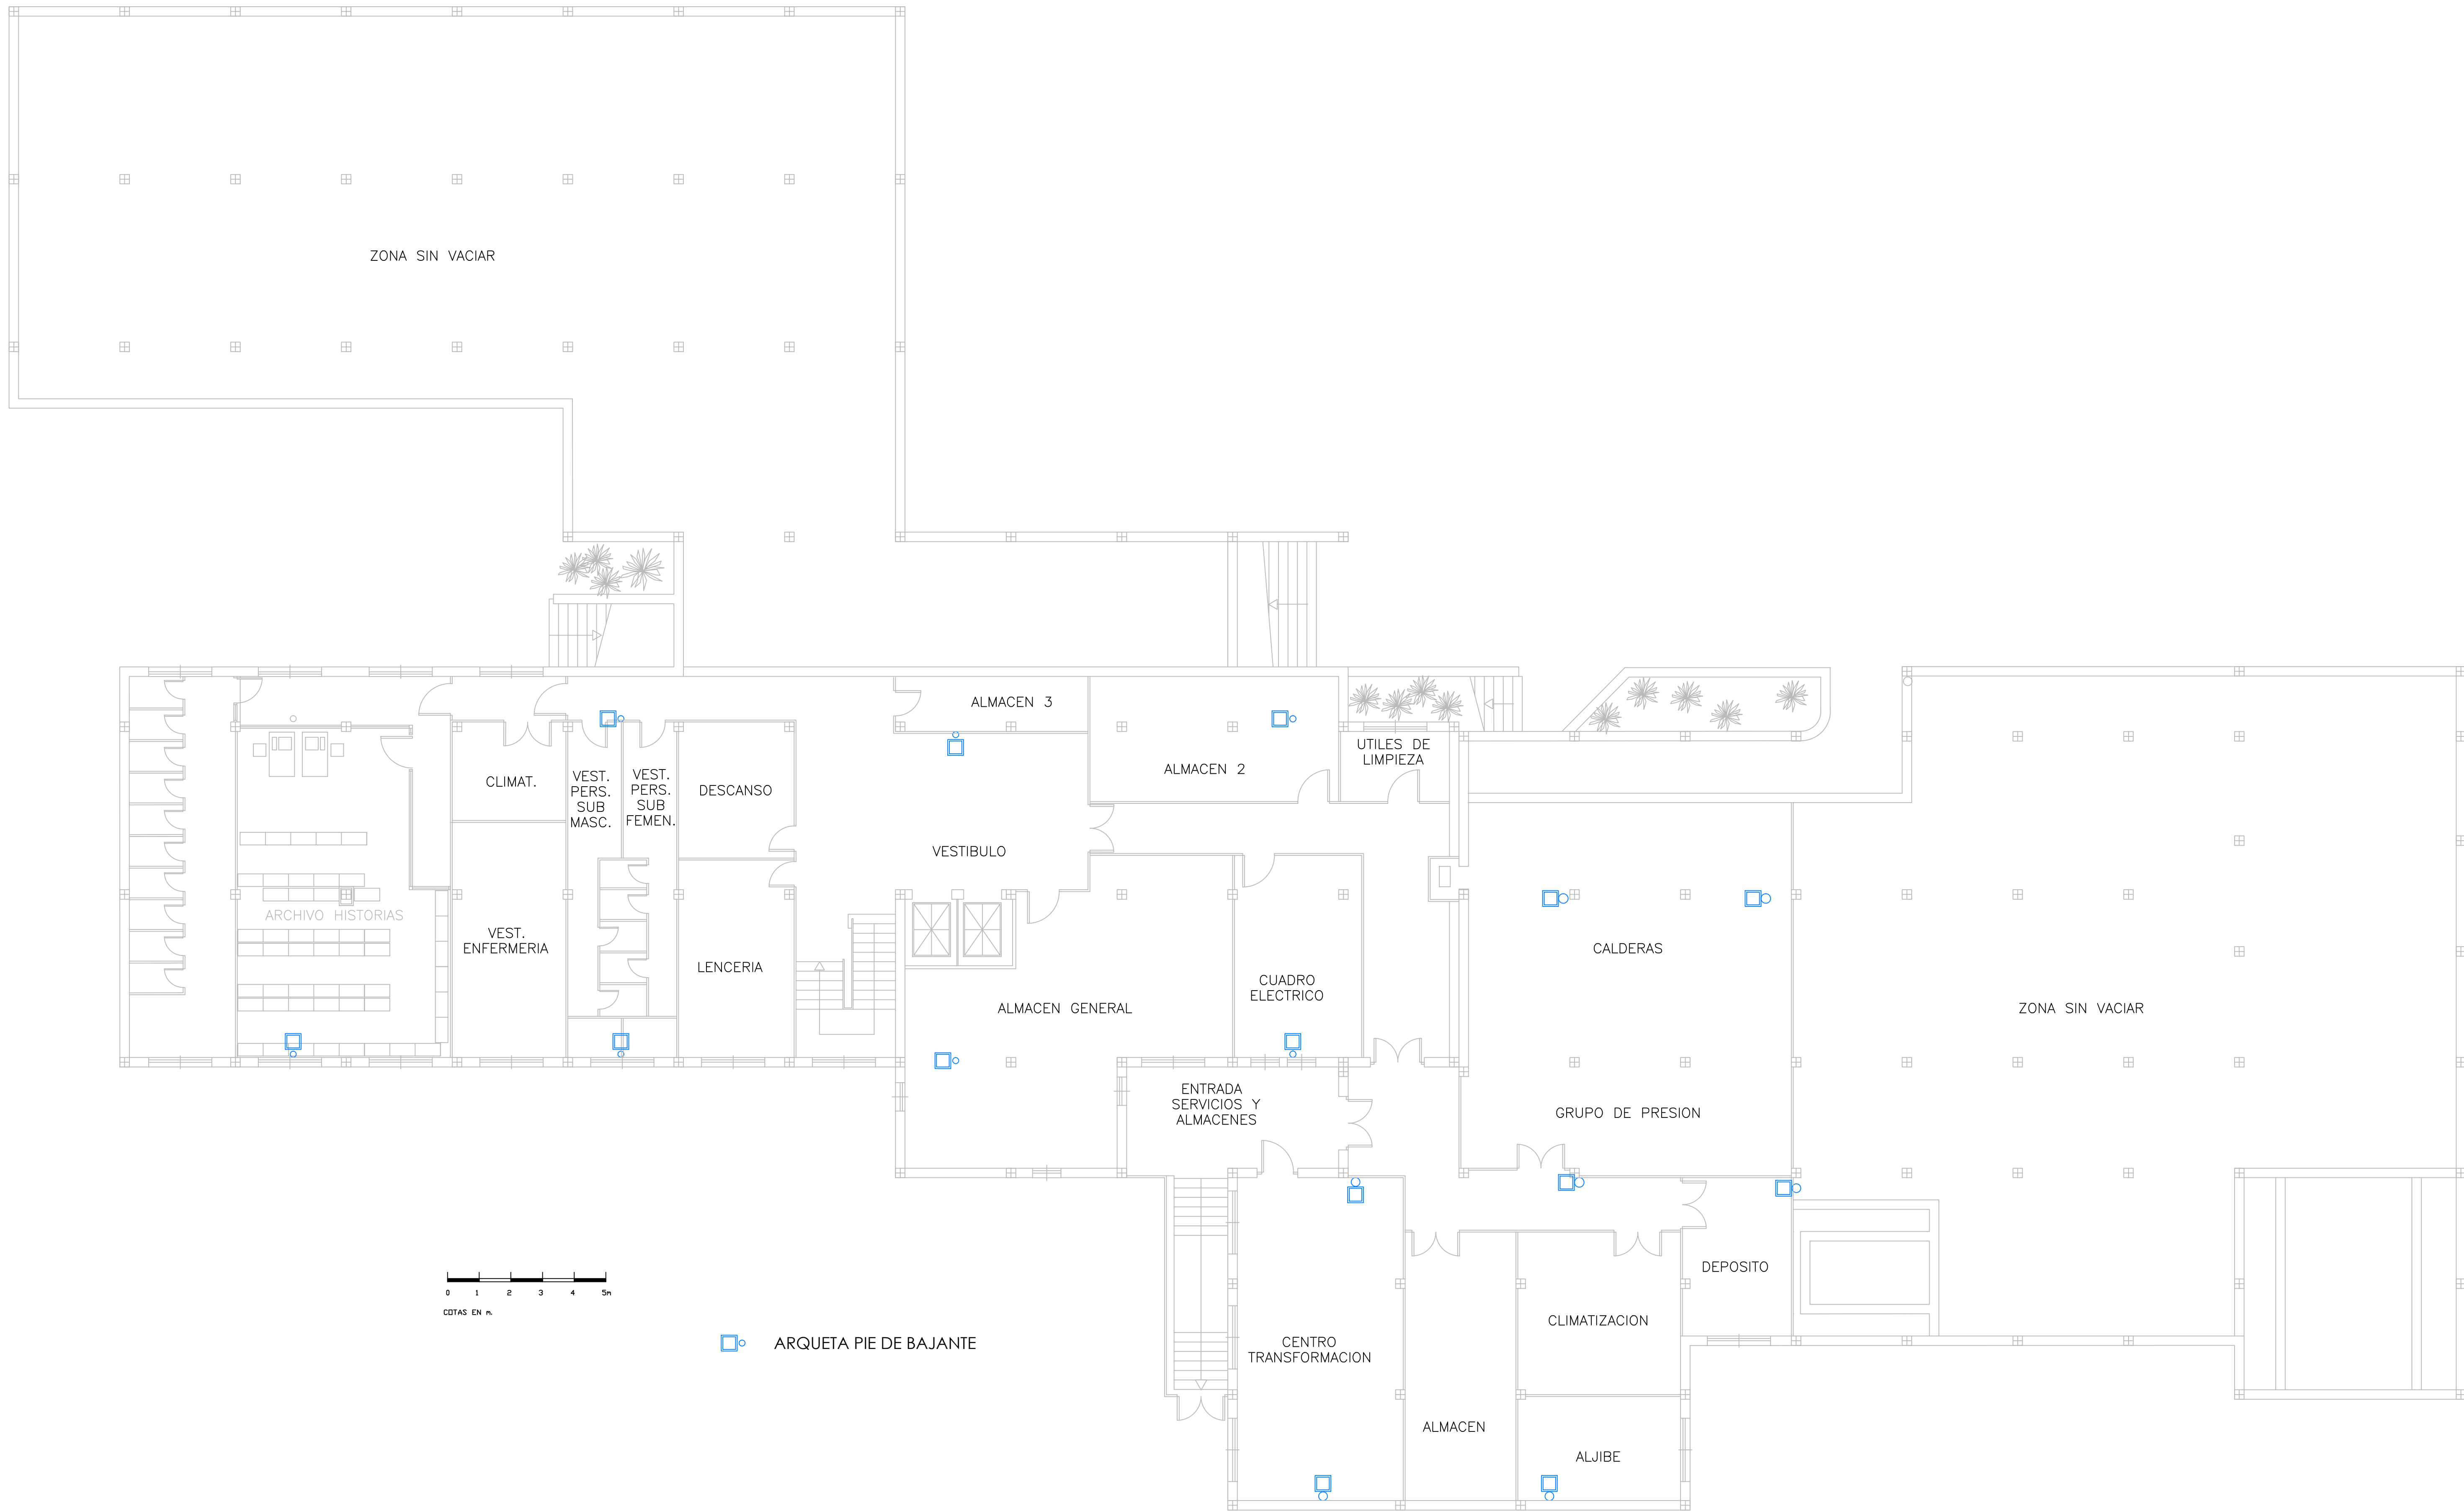 ZONA SIN VACIAR
ALMACEN 3
UTILES DE
LIMPIEZA
ALMACEN 2
CLIMAT.
VEST.
PERS.
SUB
MASC.
VEST.
PERS.
SUB
FEMEN.
DESCANSO
VESTIBULO
ARCHIVO HISTORIAS
VEST.
ENFERMERIA
LENCERIA
ALMACEN GENERAL
CUADRO
ELECTRICO
CALDERAS
ZONA SIN VACIAR
ENTRADA
SERVICIOS Y
ALMACENES
GRUPO DE PRESION
DEPOSITO
0 1 2 3 4 5m
COTAS EN m.
ARQUETA PIE DE BAJANTE
CENTRO
TRANSFORMACION
CLIMATIZACION
ALMACEN
ALJIBE